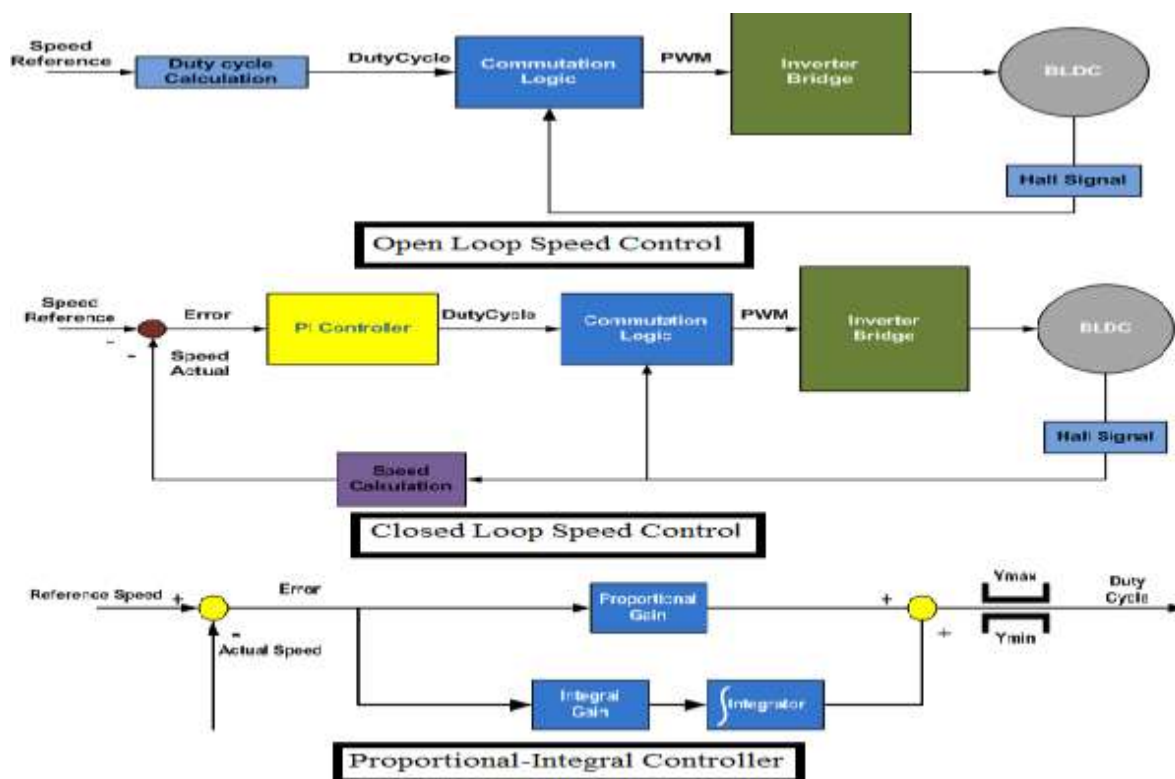 Speed
Reference
Duty cycle
Calculation
DutyCycle
Commutation
Logic
PWM
Inverter
Bridge
BLDC
Hall Signal
Open Loop Speed Control
Speed
Reference
-
-
Error
Speed
Actual
PI Controller
DutyCycle
Commutation
Logic
PWM
Inverter
Bridge
BLDC
Hall Signal
Speed
Calculation
Closed Loop Speed Control
Reference Speed +
-
Actual Speed
Error
Proportional
Gain
Integral
Gain
∫Integrator
+
+
Ymax
Ymin
Duty
Cycle
Proportional-Integral Controller